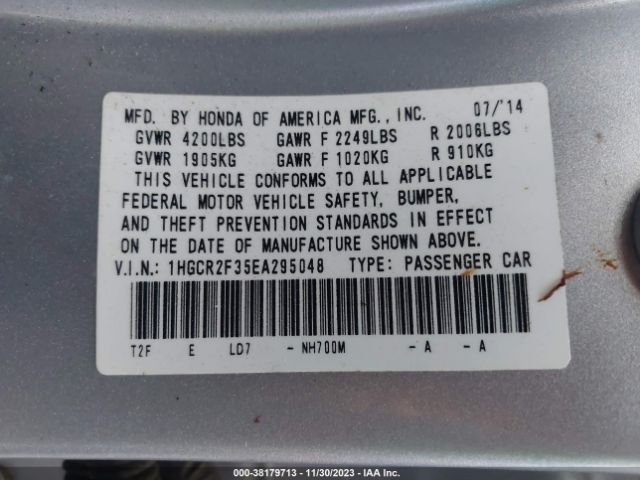 MFD. BY HONDA OF AMERICA MFG., INC. 07/'14
GVWR 4200LBS GAWR F 2249LBS R 2006LBS
GVWR 1905KG GAWR F 1020KG R 910KG
THIS VEHICLE CONFORMS TO ALL APPLICABLE
FEDERAL MOTOR VEHICLE SAFETY, BUMPER,
AND THEFT PREVENTION STANDARDS IN EFFECT
ON THE DATE OF MANUFACTURE SHOWN ABOVE.
V.I.N.: 1HGCR2F35EA295048 TYPE: PASSENGER CAR
T2F E LD7 - NH700M - A - A
000-38179713 - 11/30/2023 - IAA Inc.